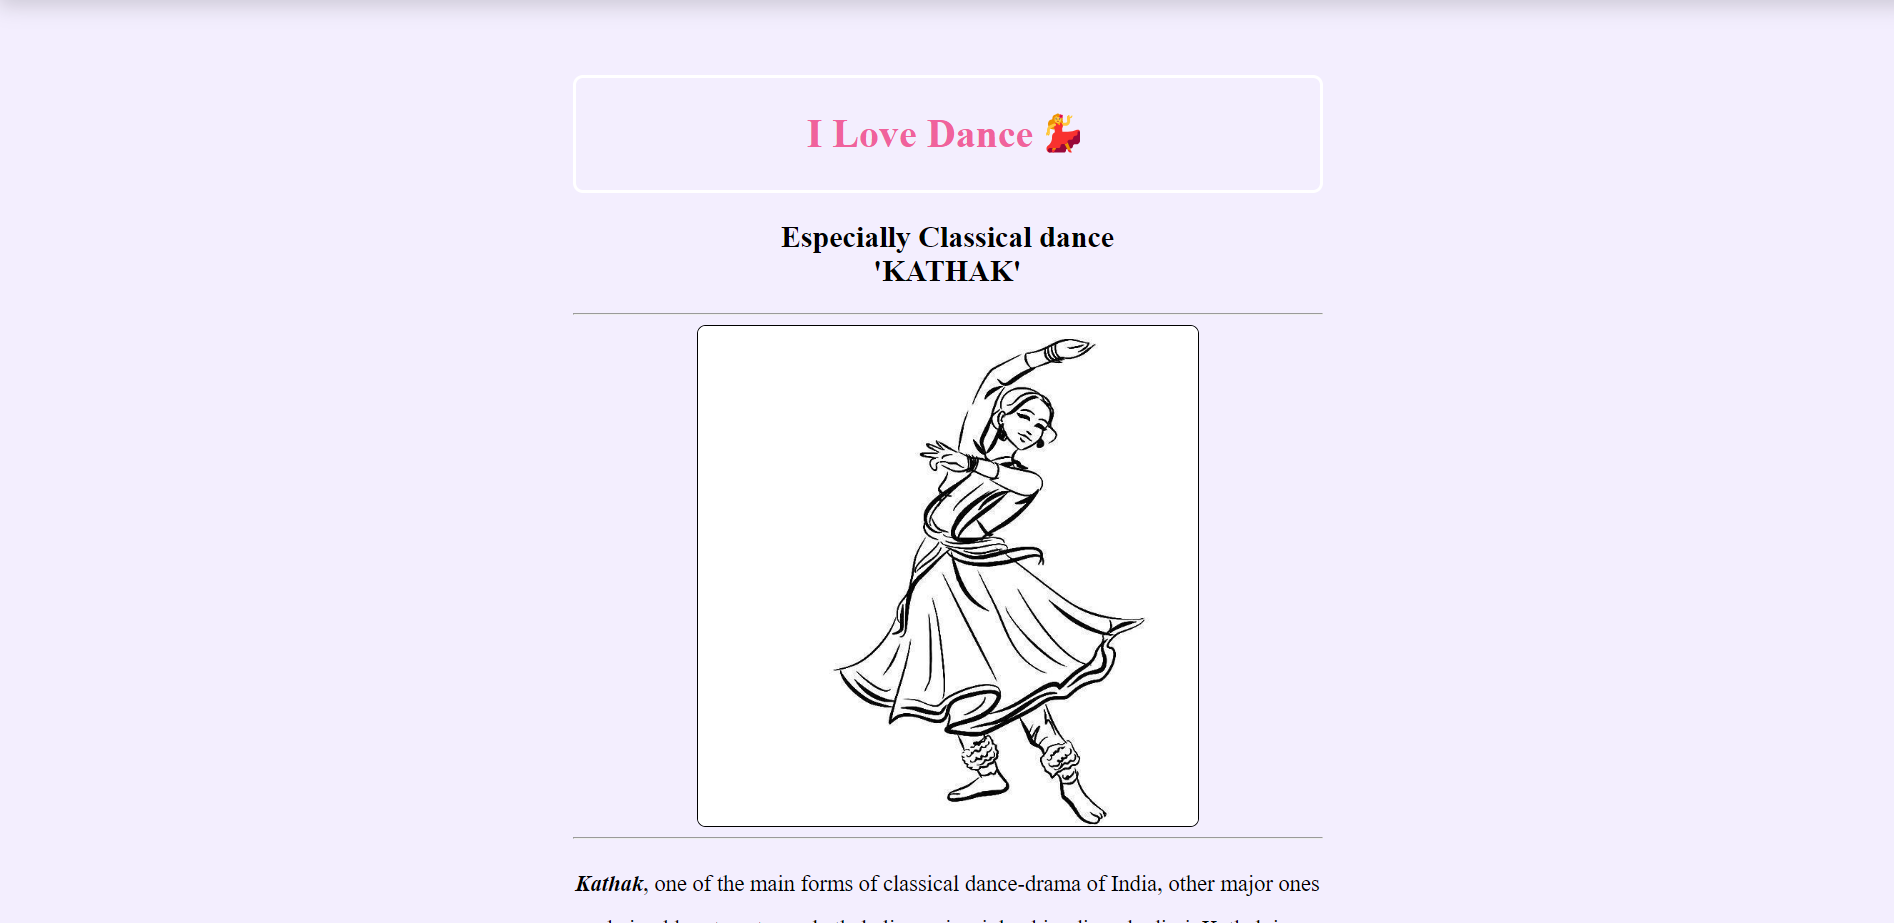 I Love Dance 💃
Especially Classical dance
'KATHAK'
Kathak, one of the main forms of classical dance-drama of India, other major ones